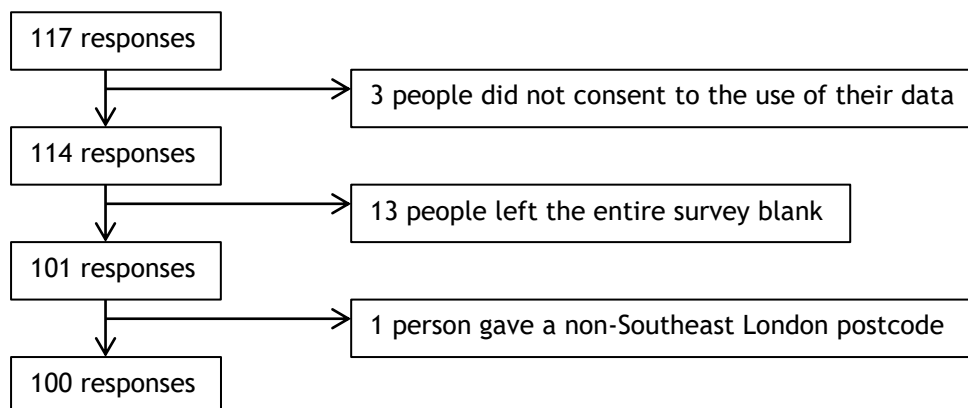 117 responses
3 people did not consent to the use of their data
114 responses
13 people left the entire survey blank
101 responses
1 person gave a non-Southeast London postcode
100 responses